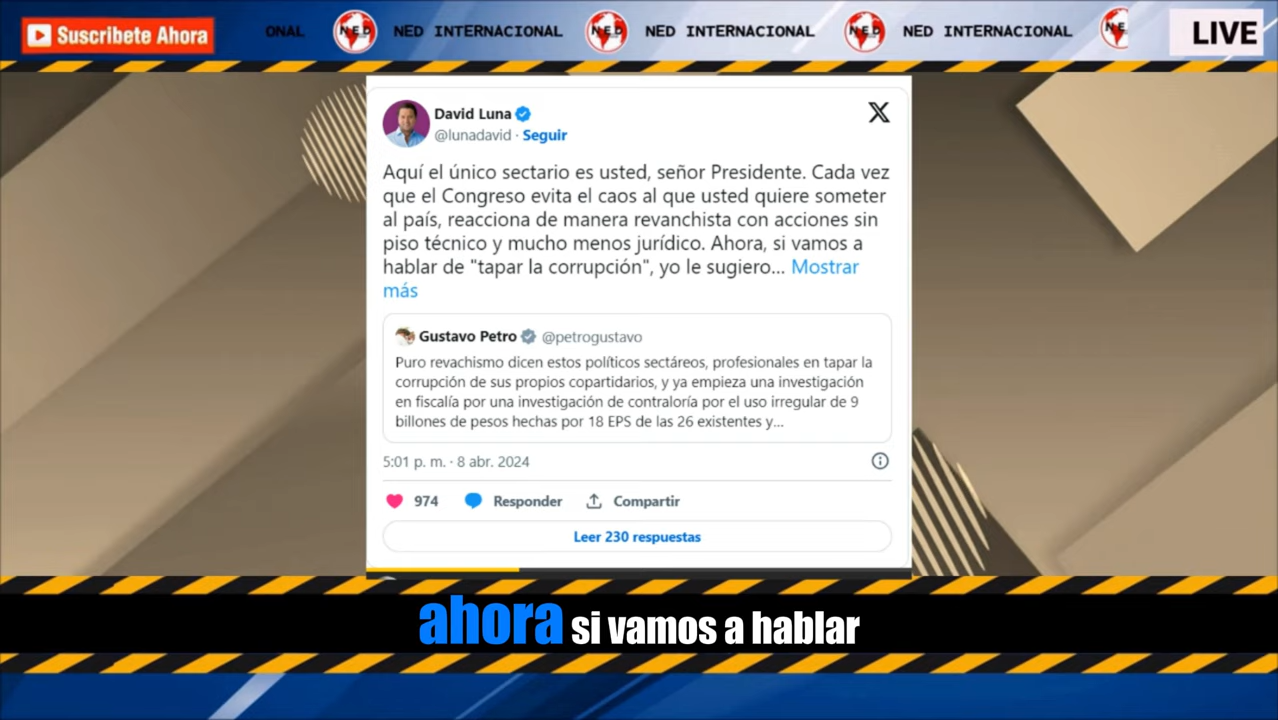 Suscribete Ahora
ONAL NED NED INTERNACIONAL NED NED INTERNACIONAL NED NED INTERNACIONAL NE
LIVE
David Luna
@lunadavid · Seguir
Aquí el único sectario es usted, señor Presidente. Cada vez
que el Congreso evita el caos al que usted quiere someter
al país, reacciona de manera revanchista con acciones sin
piso técnico y mucho menos jurídico. Ahora, si vamos a
hablar de "tapar la corrupción", yo le sugiero... Mostrar
más
Gustavo Petro @petrogustavo
Puro revachismo dicen estos políticos sectáreos, profesionales en tapar la
corrupción de sus propios copartidarios, y ya empieza una investigación
en fiscalía por una investigación de contraloría por el uso irregular de 9
billones de pesos hechas por 18 EPS de las 26 existentes y...
5:01 p. m. · 8 abr. 2024
974 Responder Compartir
Leer 230 respuestas
ahora si vamos a hablar